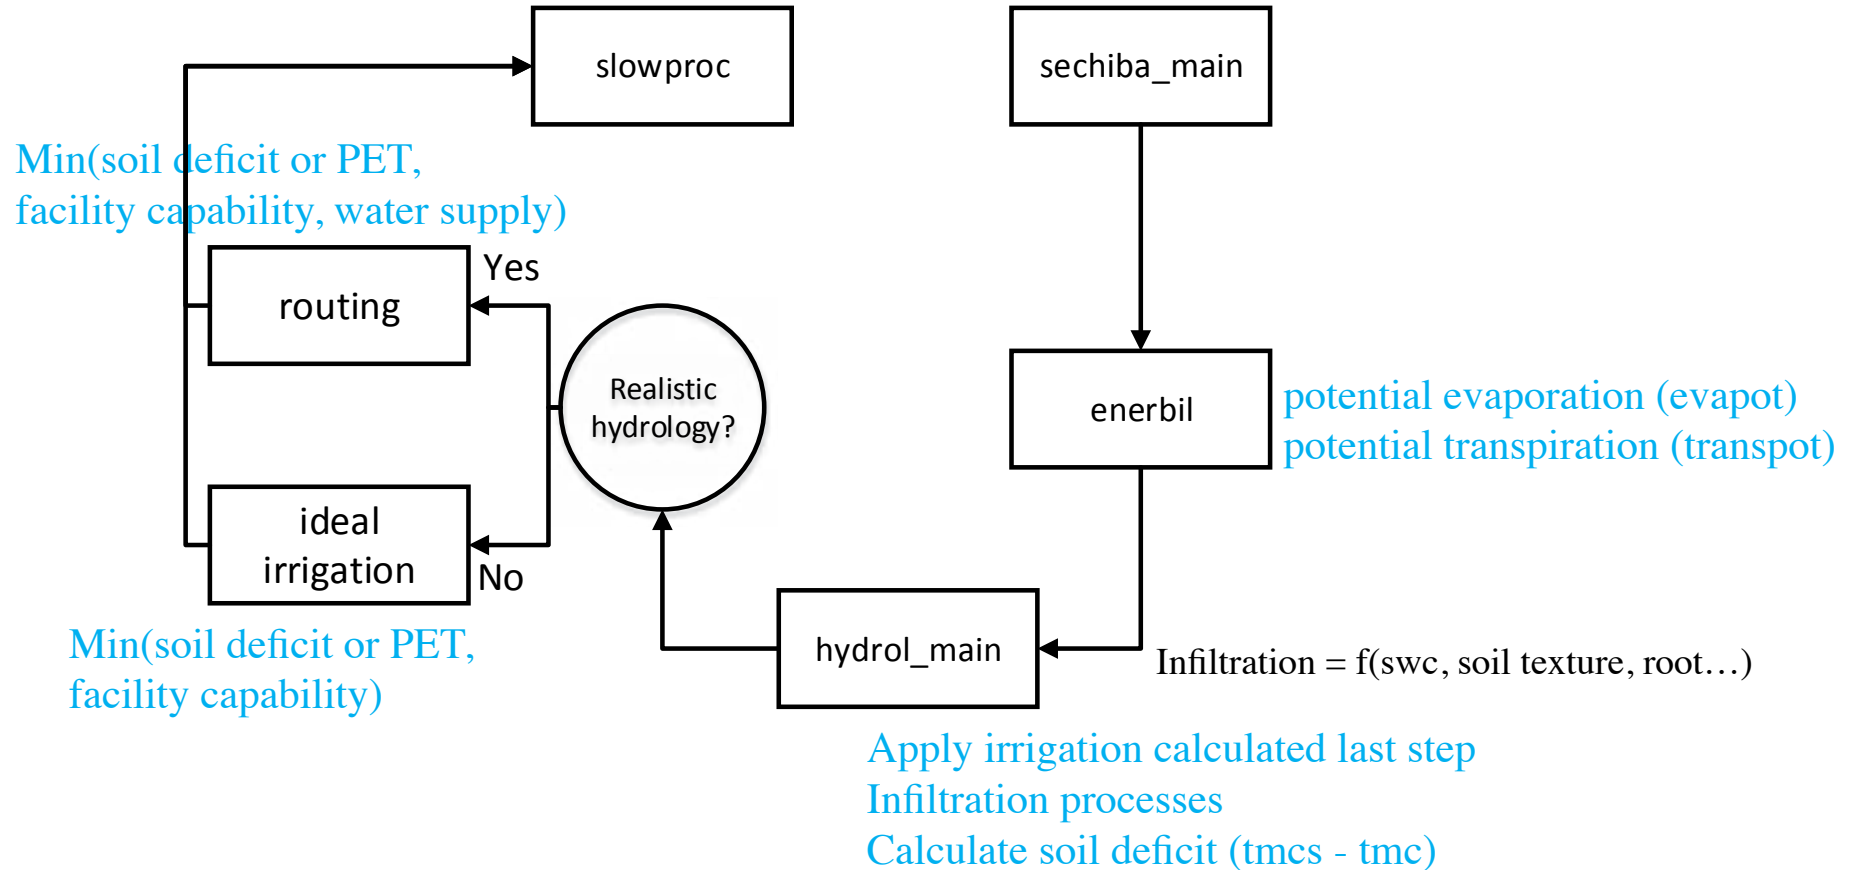 slowproc
sechiba_main
Min(soil deficit or PET,
facility capability, water supply)
Yes
routing
Realistic
hydrology?
enerbil
potential evaporation (evapot)
potential transpiration (transpot)
ideal
irrigation
No
Min(soil deficit or PET,
facility capability)
hydrol_main
Infiltration = f(swc, soil texture, root…)
Apply irrigation calculated last step
Infiltration processes
Calculate soil deficit (tmcs - tmc)